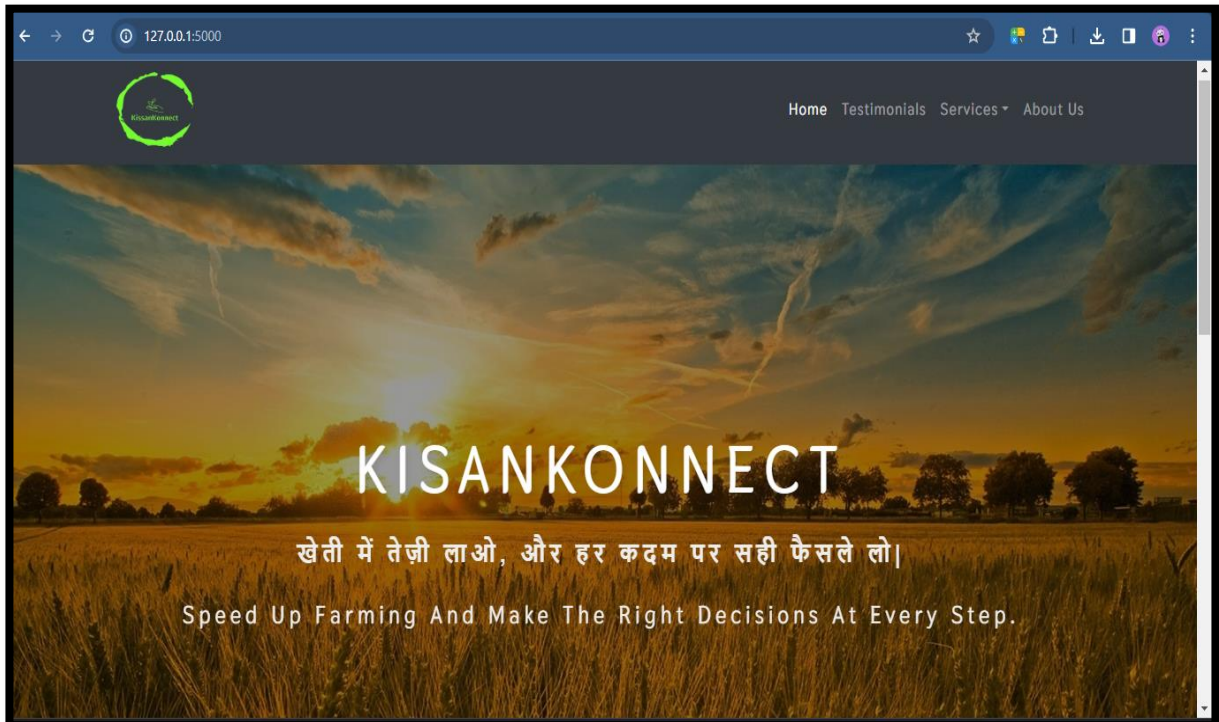 127.0.0.1:5000
KissanKonnect
Home Testimonials Services About Us
KISANKONNECT
खेती में तेज़ी लाओ, और हर कदम पर सही फैसले लो|
Speed Up Farming And Make The Right Decisions At Every Step.